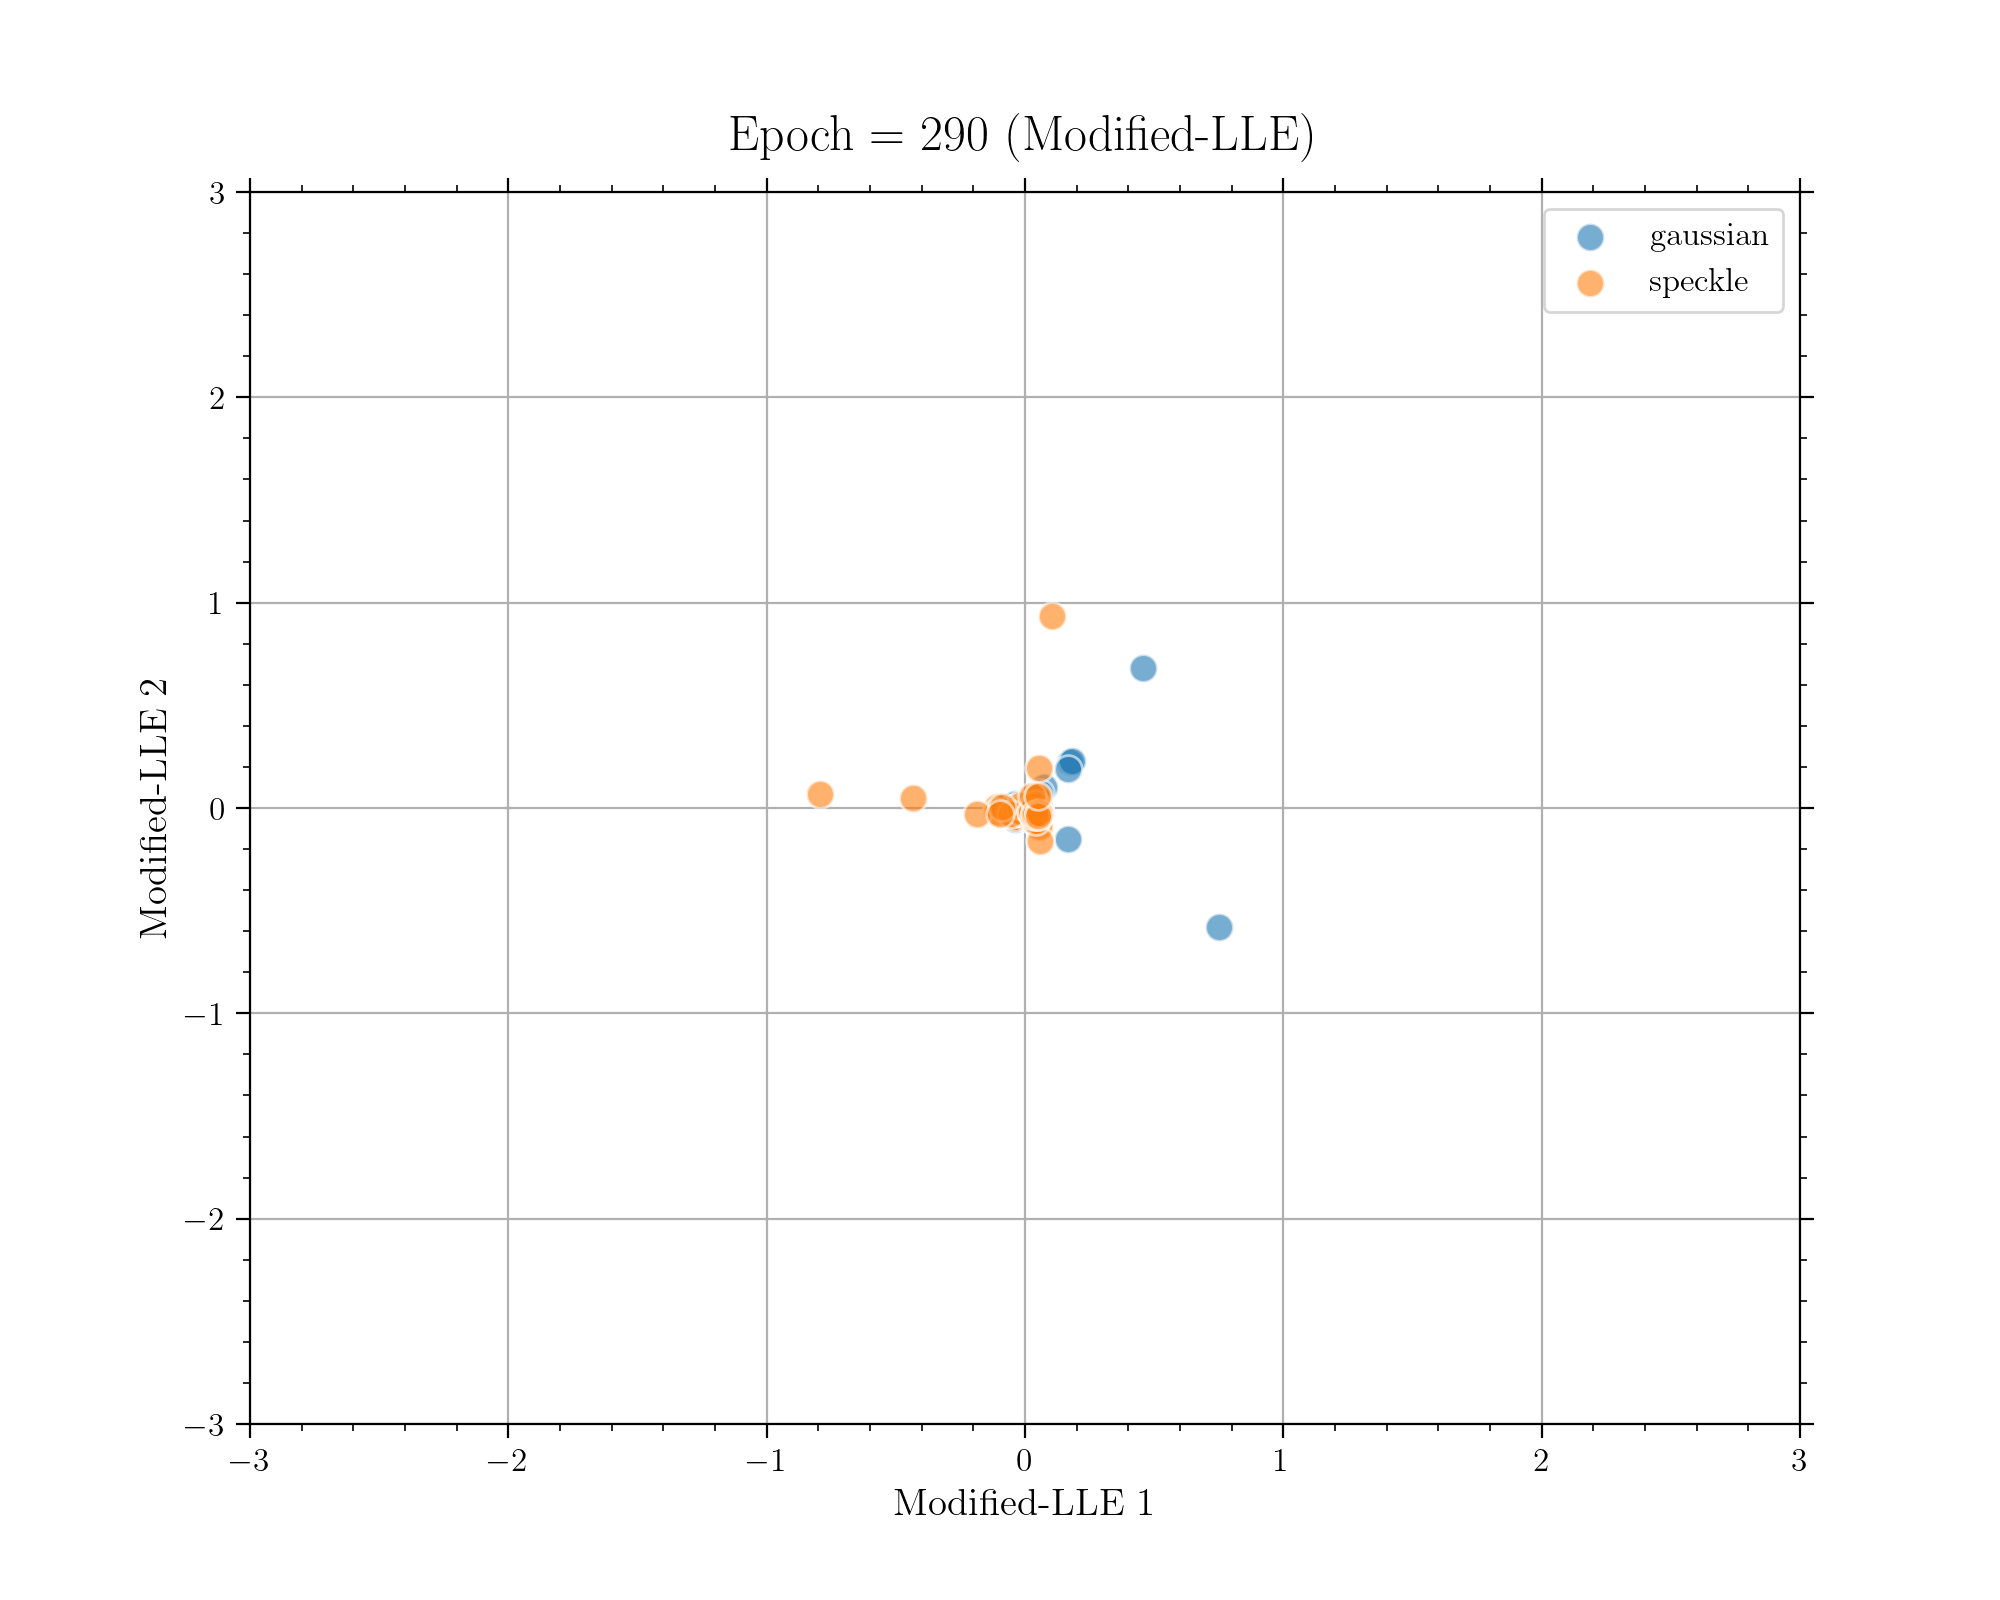 Epoch = 290 (Modified-LLE)
gaussian
speckle
3
2
1
0
−1
−2
−3
Modified-LLE 2
−3
−2
−1
0
1
2
3
Modified-LLE 1